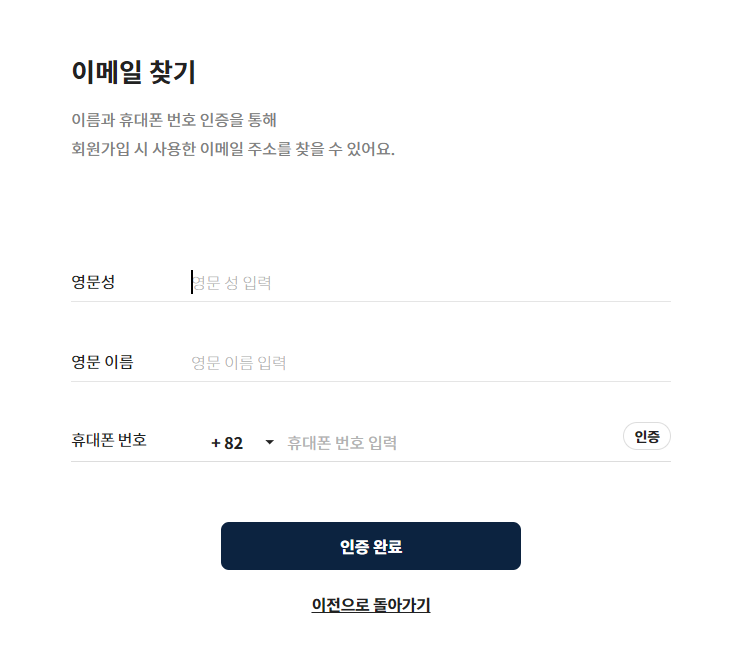 이메일 찾기
이름과 휴대폰 번호 인증을 통해
회원가입 시 사용한 이메일 주소를 찾을 수 있어요.
영문성 영문 성 입력
영문 이름 영문 이름 입력
휴대폰 번호 + 82 휴대폰 번호 입력 인증
인증 완료
이전으로 돌아가기